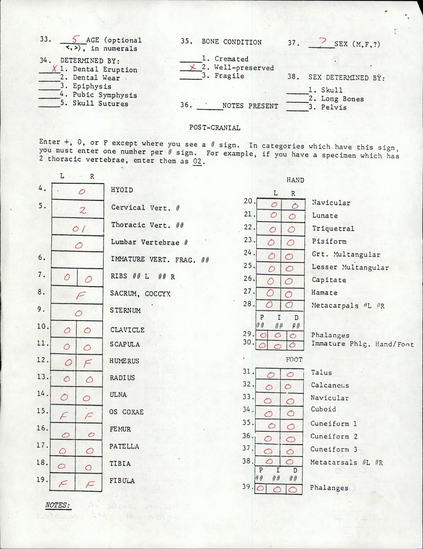 33. 5 AGE (optional
<,>), in numerals
34. DETERMINED BY:
X 1. Dental Eruption
2. Dental Wear
3. Epiphysis
4. Pubic Symphysis
5. Skull Sutures
35. BONE CONDITION
1. Cremated
X 2. Well-preserved
3. Fragile
36. NOTES PRESENT
37. ? SEX (M,F,?)
38. SEX DETERMINED BY:
1. Skull
2. Long Bones
3. Pelvis
POST-CRANIAL
Enter +, 0, or F except where you see a # sign. In categories which have this sign,
you must enter one number per # sign. For example, if you have a specimen which has
2 thoracic vertebrae, enter them as 02.
L R
4. 0 HYOID
5. 2 Cervical Vert. #
01 Thoracic Vert. ##
0 Lumbar Vertebrae #
6. IMMATURE VERT. FRAG. ##
7. 0 0 RIBS ## L ## R
8. F SACRUM, COCCYX
9. 0 STERNUM
10. 0 0 CLAVICLE
11. 0 0 SCAPULA
12. 0 F HUMERUS
13. 0 0 RADIUS
14. 0 0 ULNA
15. F F OS COXAE
16. 0 0 FEMUR
17. 0 0 PATELLA
18. 0 0 TIBIA
19. F F FIBULA
NOTES:
HAND
L R
20. 0 0 Navicular
21. 0 0 Lunate
22. 0 0 Triquetral
23. 0 0 Pisiform
24. 0 0 Grt. Multangular
25. 0 0 Lesser Multangular
26. 0 0 Capitate
27. 0 0 Hamate
28. 0 0 Metacarpals #L #R
P I D
## ## ##
29. 0 0 0 Phalanges
30. 0 0 0 Immature Phlg. Hand/Foot
FOOT
31. 0 0 Talus
32. 0 0 Calcaneus
33. 0 0 Navicular
34. 0 0 Cuboid
35. 0 0 Cuneiform 1
36. 0 0 Cuneiform 2
37. 0 0 Cuneiform 3
38. 0 0 Metatarsals #L #R
P I D
## ## ##
39. 0 0 0 Phalanges